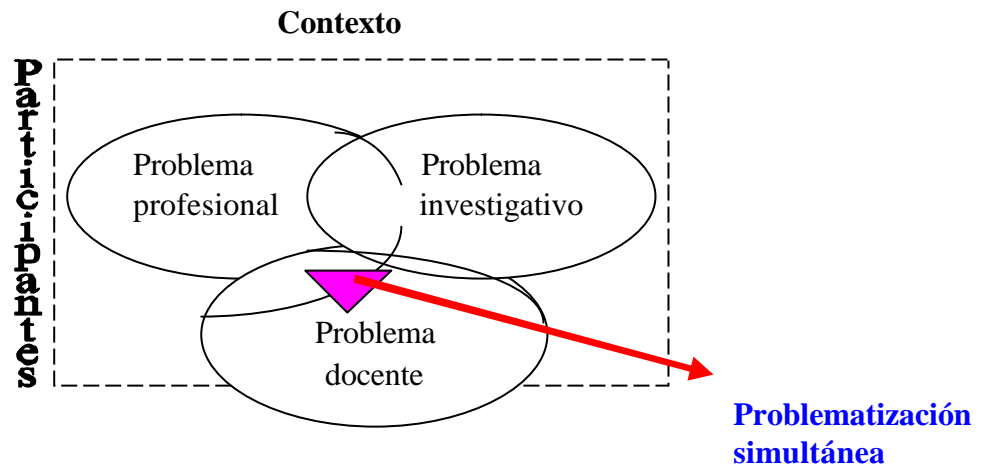 Contexto
Participantes
Problema
profesional
Problema
investigativo
Problema
docente
Problematización
simultánea